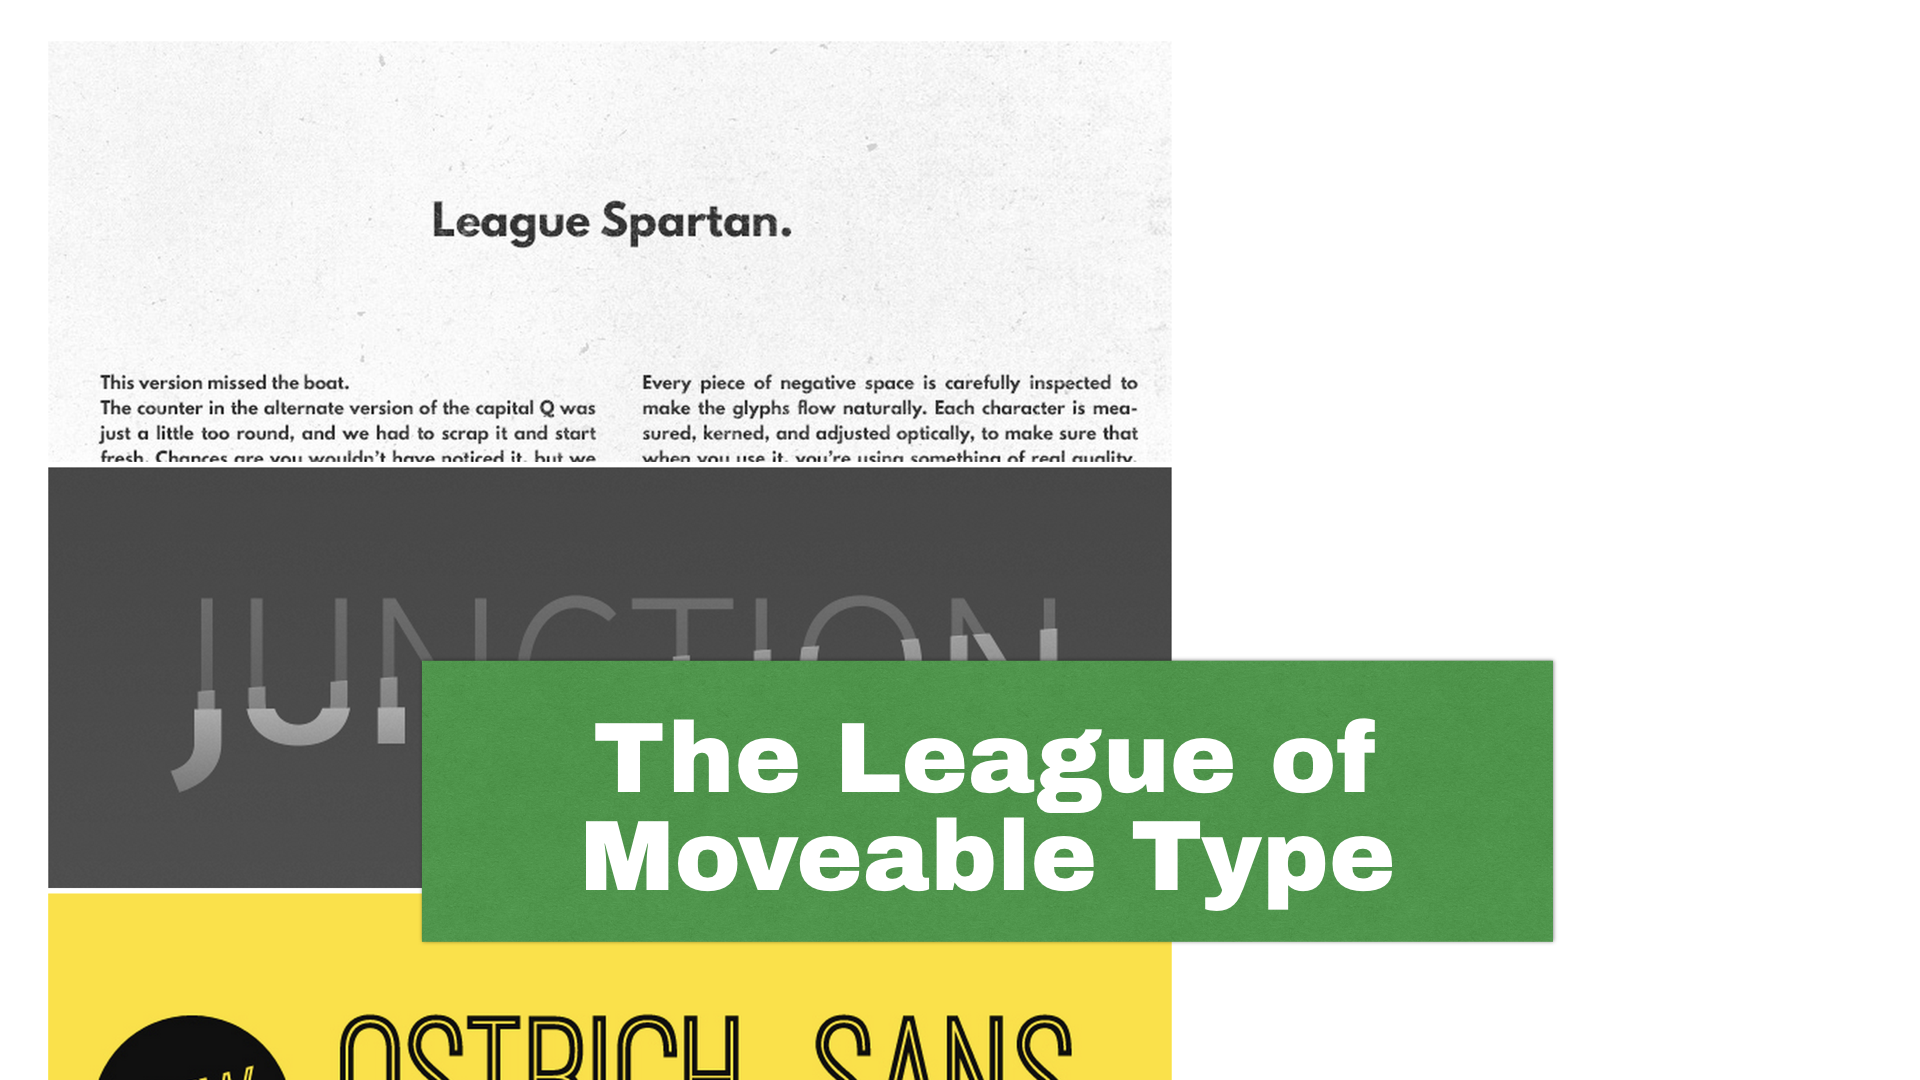 League Spartan.
This version missed the boat.
The counter in the alternate version of the capital Q was
just a little too round, and we had to scrap it and start
fresh. Chances are you wouldn't have noticed it, but we
Every piece of negative space is carefully inspected to
make the glyphs flow naturally. Each character is mea-
sured, kerned, and adjusted optically, to make sure that
when you use it, you're using something of real quality.
JUNCTION
The League of
Moveable Type
OSTRICH SANS